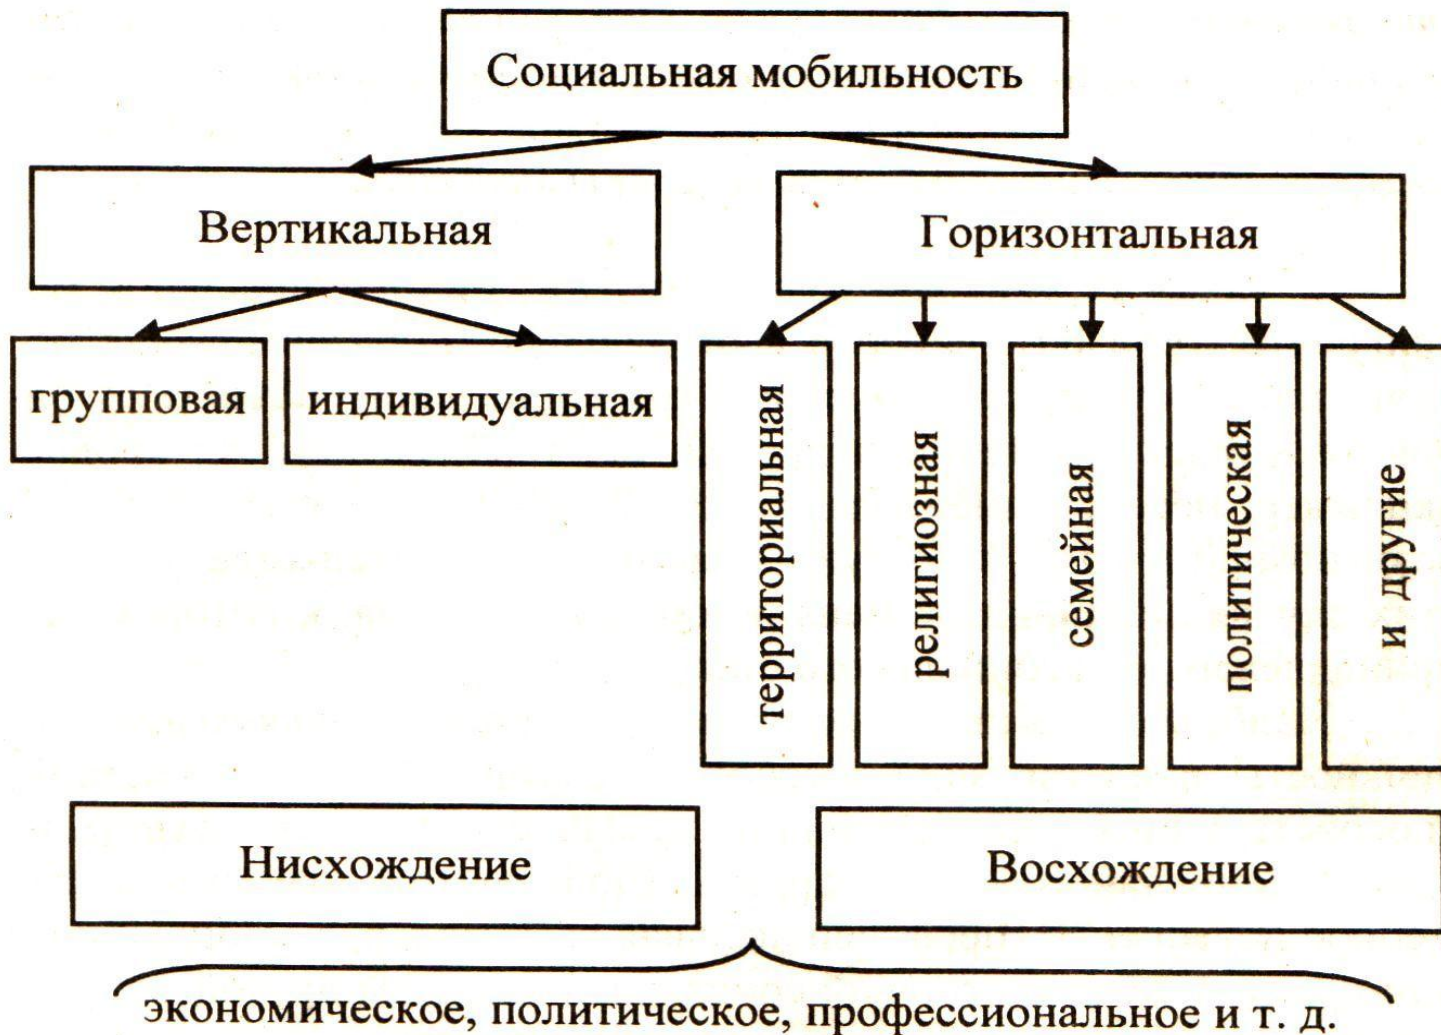 Социальная мобильность
Вертикальная
Горизонтальная
групповая
индивидуальная
территориальная
религиозная
семейная
политическая
и другие
Нисхождение
Восхождение
экономическое, политическое, профессиональное и т. д.